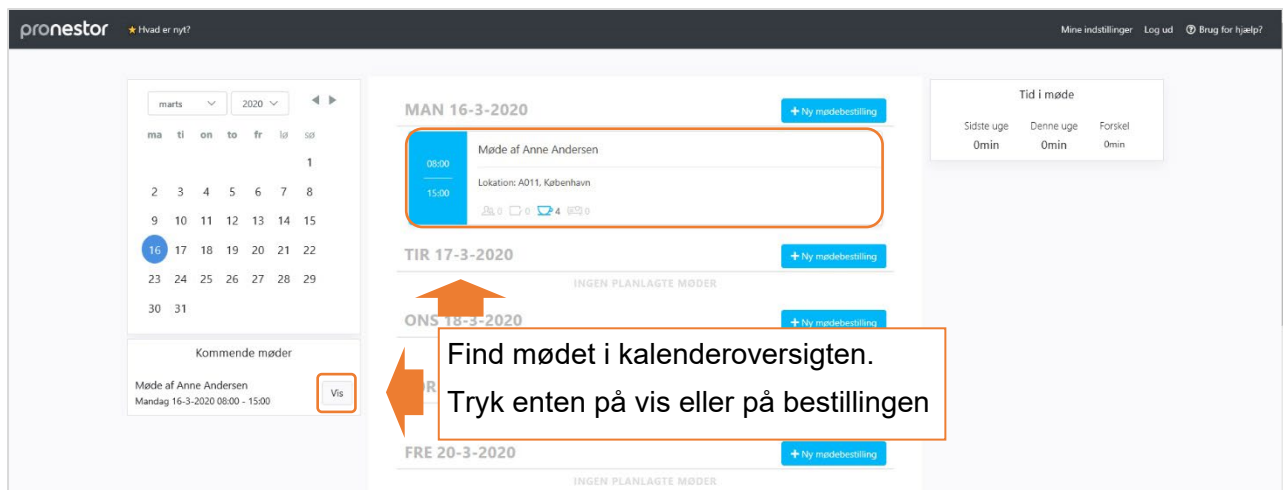 pronestor
★ Hvad er nyt?
Mine indstillinger Log ud ? Brug for hjælp?
marts 2020
ma ti on to fr lø sø
1
2 3 4 5 6 7 8
9 10 11 12 13 14 15
16 17 18 19 20 21 22
23 24 25 26 27 28 29
30 31
Kommende møder
Møde af Anne Andersen
Mandag 16-3-2020 08:00 - 15:00
Vis
MAN 16-3-2020
+ Ny mødebestilling
08:00
15:00
Møde af Anne Andersen
Lokation: A011, København
0 0 4 0
TIR 17-3-2020
+ Ny mødebestilling
INGEN PLANLAGTE MØDER
ONS 18-3-2020
+ Ny mødebestilling
Find mødet i kalenderoversigten.
Tryk enten på vis eller på bestillingen
FRE 20-3-2020
+ Ny mødebestilling
INGEN PLANLAGTE MØDER
Tid i møde
Sidste uge Denne uge Forskel
0min 0min 0min